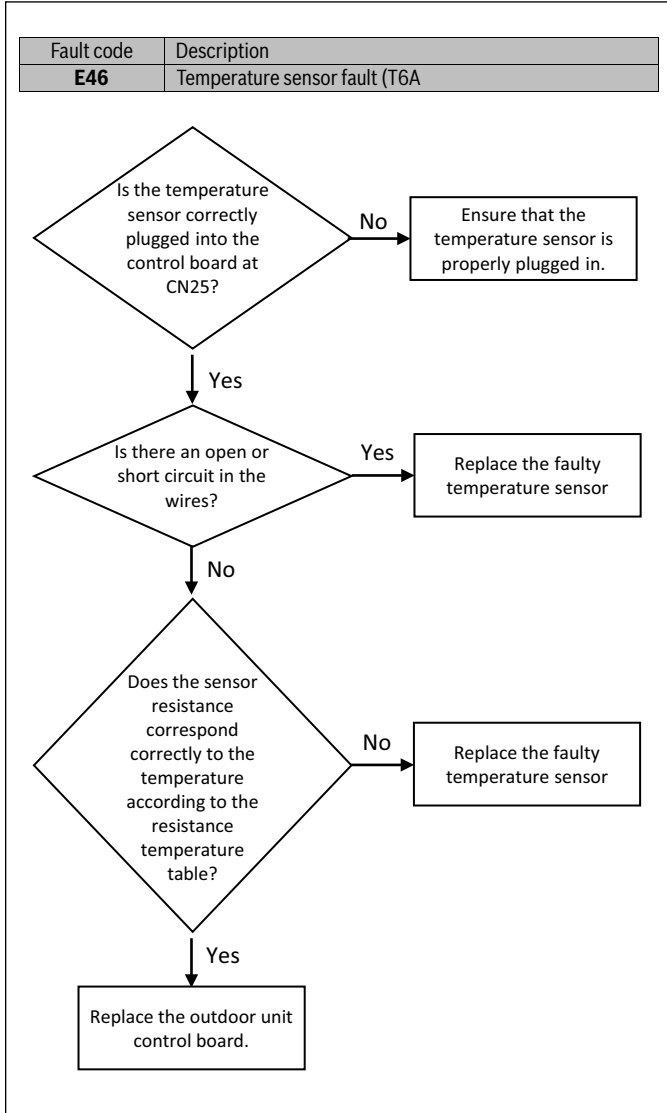 Fault code Description
E46 Temperature sensor fault (T6A
Is the temperature
sensor correctly
plugged into the
control board at
CN25?
No
Ensure that the
temperature sensor is
properly plugged in.
Yes
Is there an open or
short circuit in the
wires?
Yes
Replace the faulty
temperature sensor
No
Does the sensor
resistance
correspond
correctly to the
temperature
according to the
resistance
temperature
table?
No
Replace the faulty
temperature sensor
Yes
Replace the outdoor unit
control board.